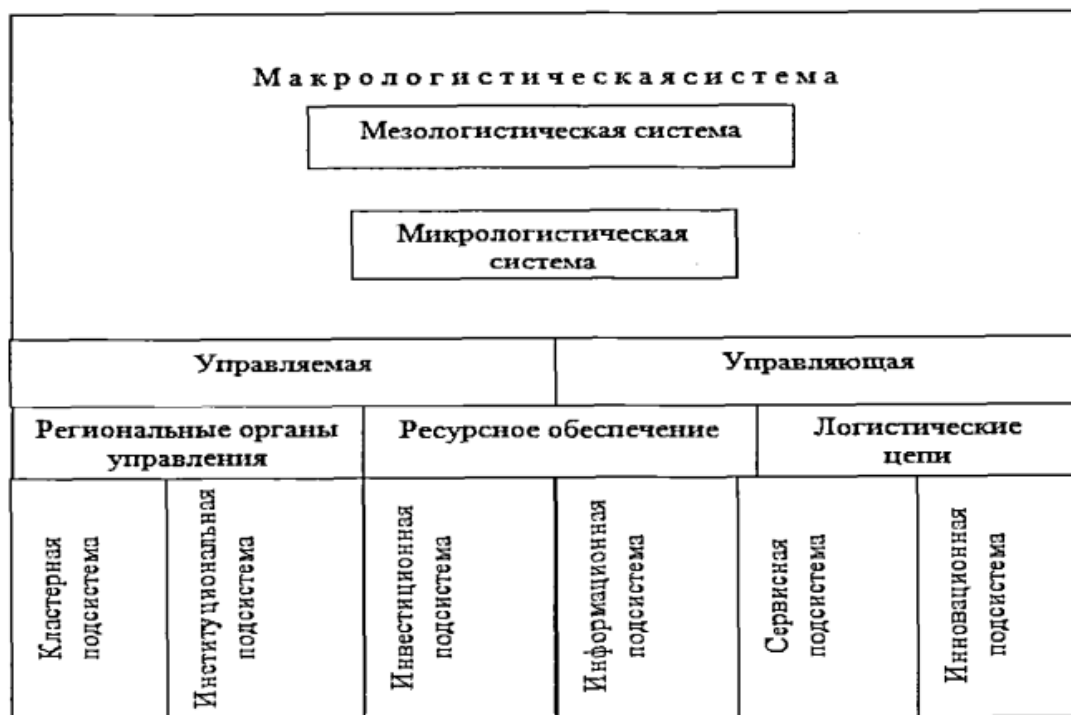 Макрологистическаясистема
Мезологистическая система
Микрологистическая
система
Управляемая
Управляющая
Региональные органы
управления
Ресурсное обеспечение
Логистические
цепи
Кластерная
подсистема
Институциональная
подсистема
Инвестиционная
подсистема
Информационная
подсистема
Сервисная
подсистема
Инновационная
подсистема